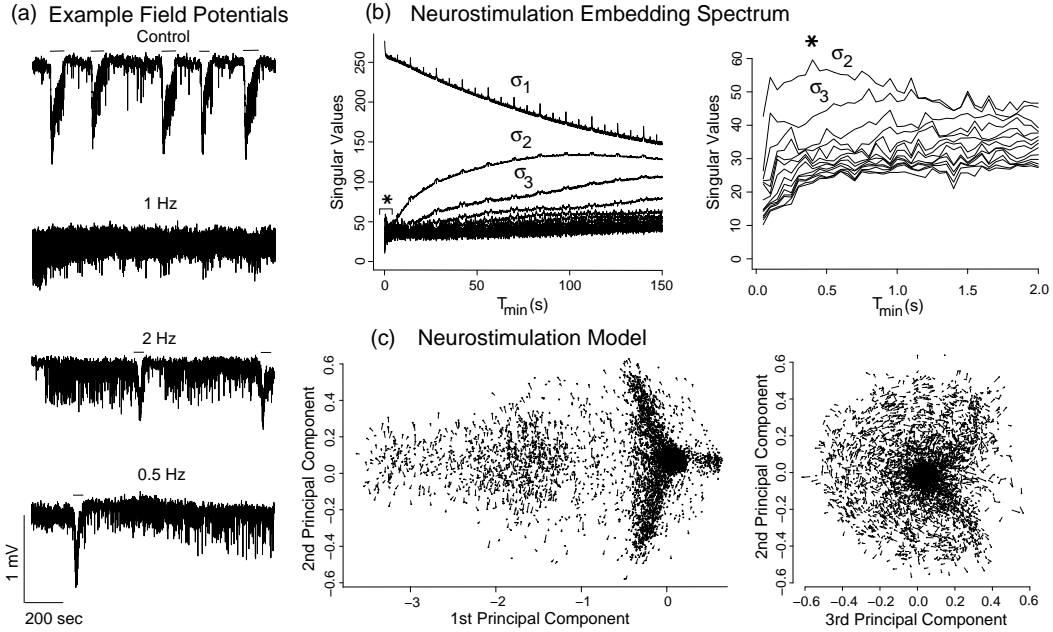 (a) Example Field Potentials
Control
1 Hz
2 Hz
0.5 Hz
1 mV
200 sec
(b) Neurostimulation Embedding Spectrum
Singular Values
250
200
150
100
50
0
σ1
σ2
σ3
*
0 50 100 150
Tmin(s)
Singular Values
60
50
40
30
20
10
0
*
σ2
σ3
0.0 0.5 1.0 1.5 2.0
Tmin(s)
(c) Neurostimulation Model
2nd Principal Component
0.6
0.4
0.2
0.0
−0.2
−0.4
−0.6
−3 −2 −1 0
1st Principal Component
2nd Principal Component
0.6
0.4
0.2
0.0
−0.2
−0.4
−0.6
−0.6 −0.4 −0.2 0.0 0.2 0.4 0.6
3rd Principal Component